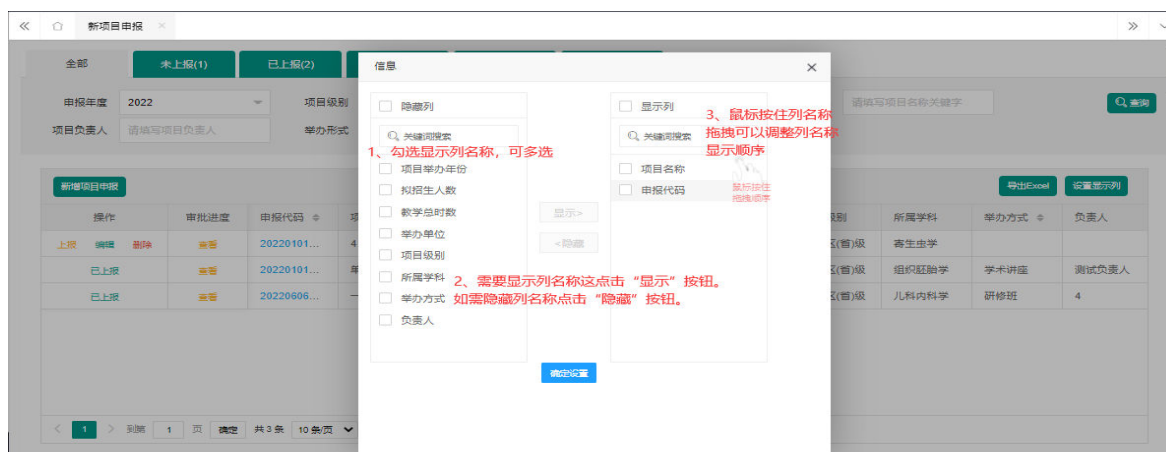 新项目申报
全部
未上报(1)
已上报(2)
申报年度
2022
项目级别
请填写项目名称关键字
查询
项目负责人
请填写项目负责人
举办形式
新增项目申报
导出Excel
设置显示列
操作
审批进度
申报代码
所属学科
举办方式
负责人
上报
编辑
删除
查看
20220101...
4
区(首)级
寄生虫学
已上报
查看
20220101...
区(首)级
组织胚胎学
学术讲座
测试负责人
已上报
查看
20220606...
区(首)级
儿科内科学
研修班
4
1
到第
1
页
确定
共3条
10条/页
信息
隐藏列
关键词搜索
1、勾选显示列名称，可多选
项目举办年份
拟招生人数
教学总时数
举办单位
项目级别
所属学科
举办方式
负责人
显示>
<隐藏
2、需要显示列名称这点击“显示”按钮。
如需隐藏列名称点击“隐藏”按钮。
显示列
关键词搜索
3、鼠标按住列名称
拖拽可以调整列名称
显示顺序
项目名称
申报代码
鼠标按住
拖拽顺序
确定设置